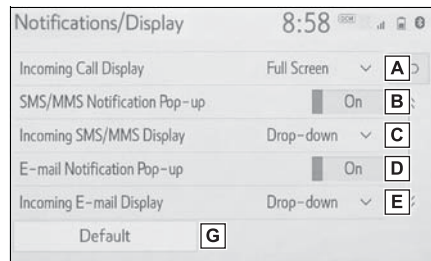 Notifications/Display 8:58
Incoming Call Display Full Screen A
SMS/MMS Notification Pop-up On B
Incoming SMS/MMS Display Drop-down C
E-mail Notification Pop-up On D
Incoming E-mail Display Drop-down E
Default G